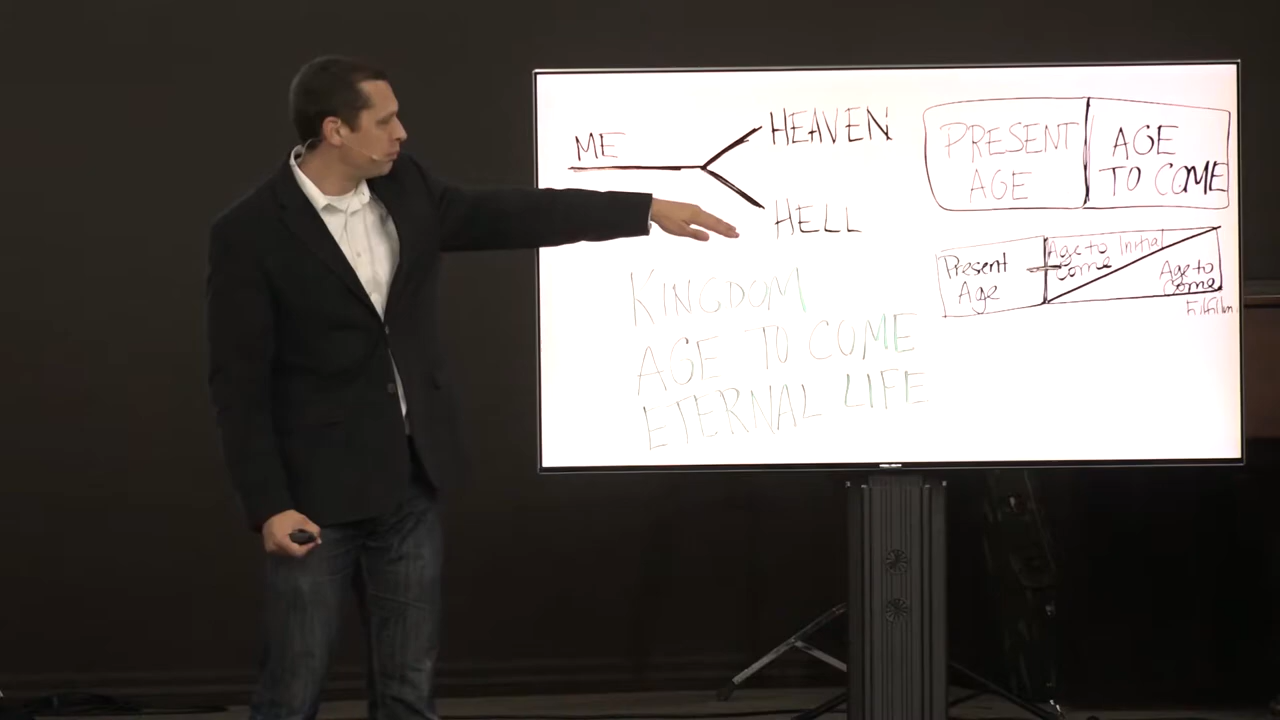 ME
HEAVEN
HELL
KINGDOM
AGE TO COME
ETERNAL LIFE
PRESENT
AGE
AGE
TO COME
Present
Age
Age to Initial
Come
Age to
Come